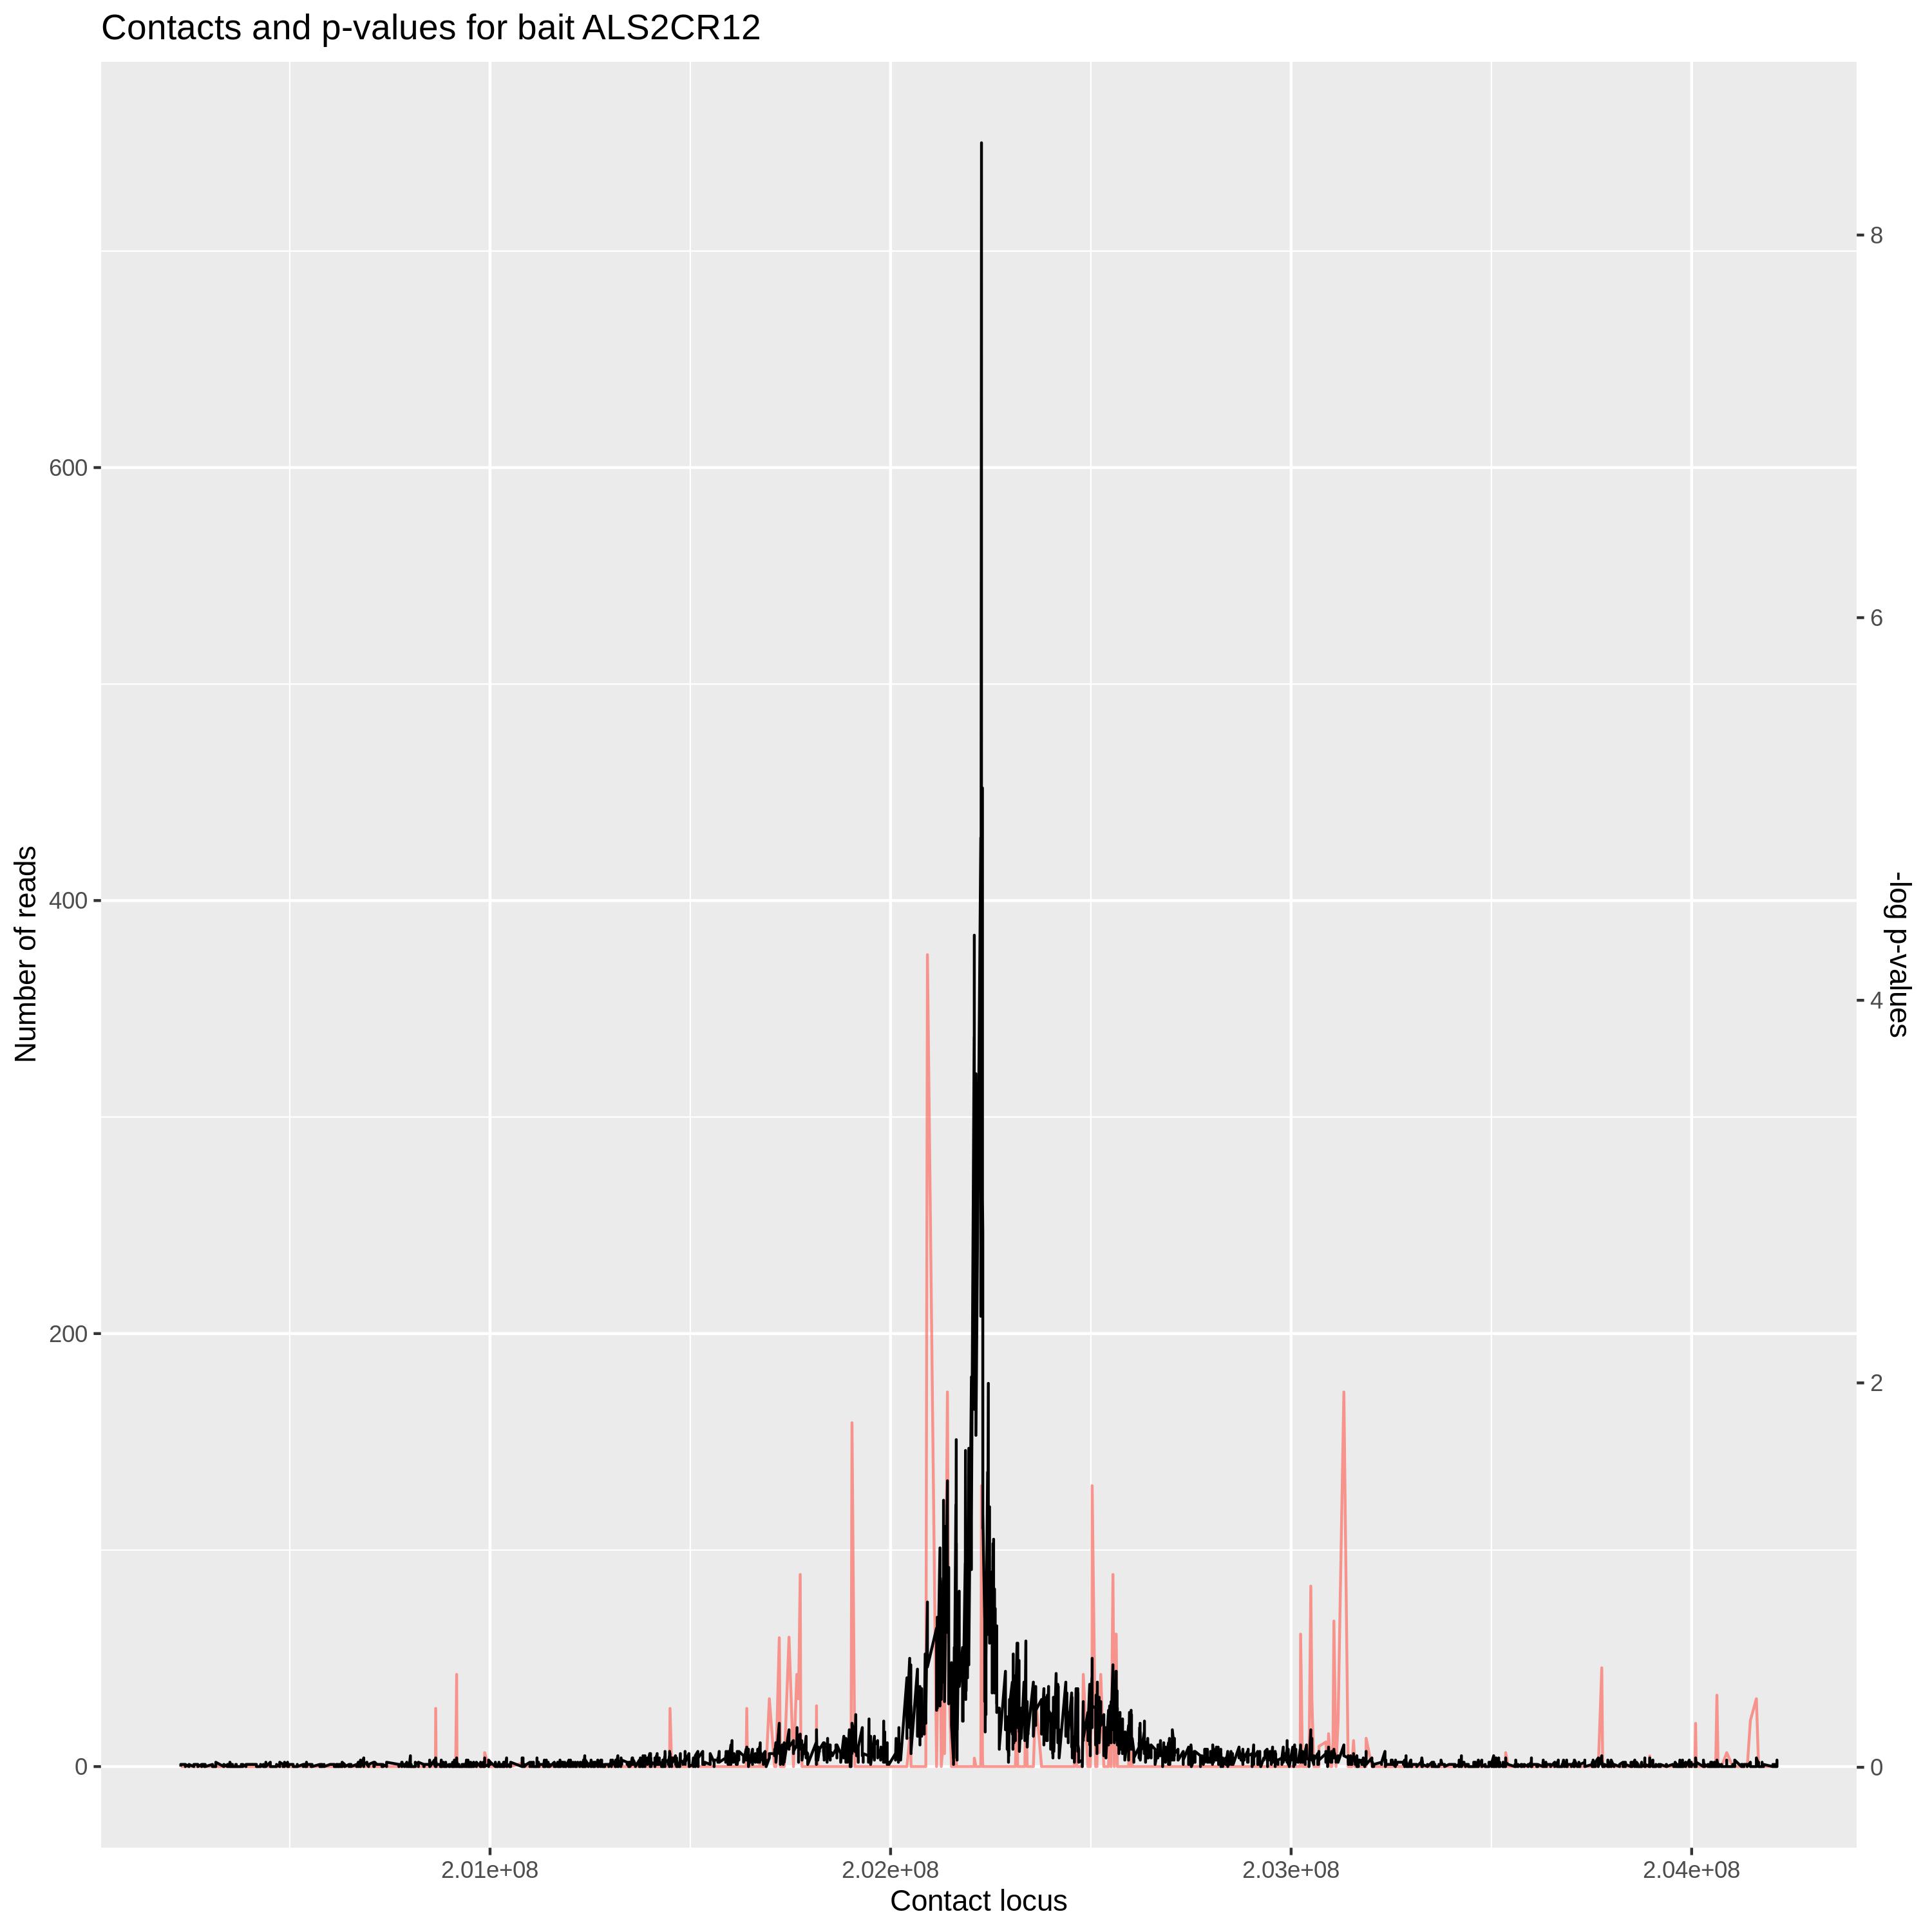 Contacts and p-values for bait ALS2CR12
Number of reads
600
400
200
0
8
6
4
2
0
-log p-values
2.01e+08 2.02e+08 2.03e+08 2.04e+08
Contact locus